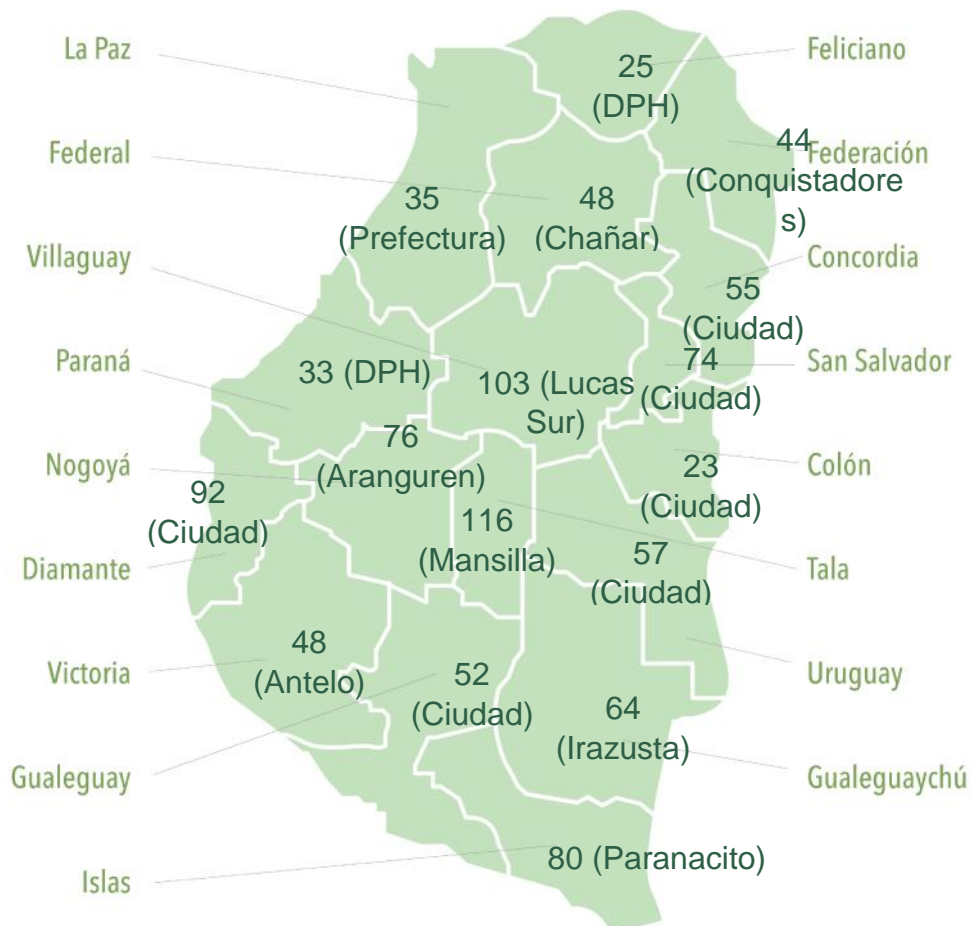 La Paz
25
(DPH)
Feliciano
Federal
44
Federación
(Conquistadore
s)
35
(Prefectura)
48
(Chañar)
Villaguay
Concordia
55
(Ciudad)
Paraná
33 (DPH)
103 (Lucas
Sur)
74
(Ciudad)
San Salvador
Nogoyá
76
(Aranguren)
23
(Ciudad)
Colón
92
(Ciudad)
116
(Mansilla)
57
(Ciudad)
Diamante
Tala
Victoria
48
(Antelo)
52
(Ciudad)
64
(Irazusta)
Uruguay
Gualeguay
Gualeguaychú
Islas
80 (Paranacito)